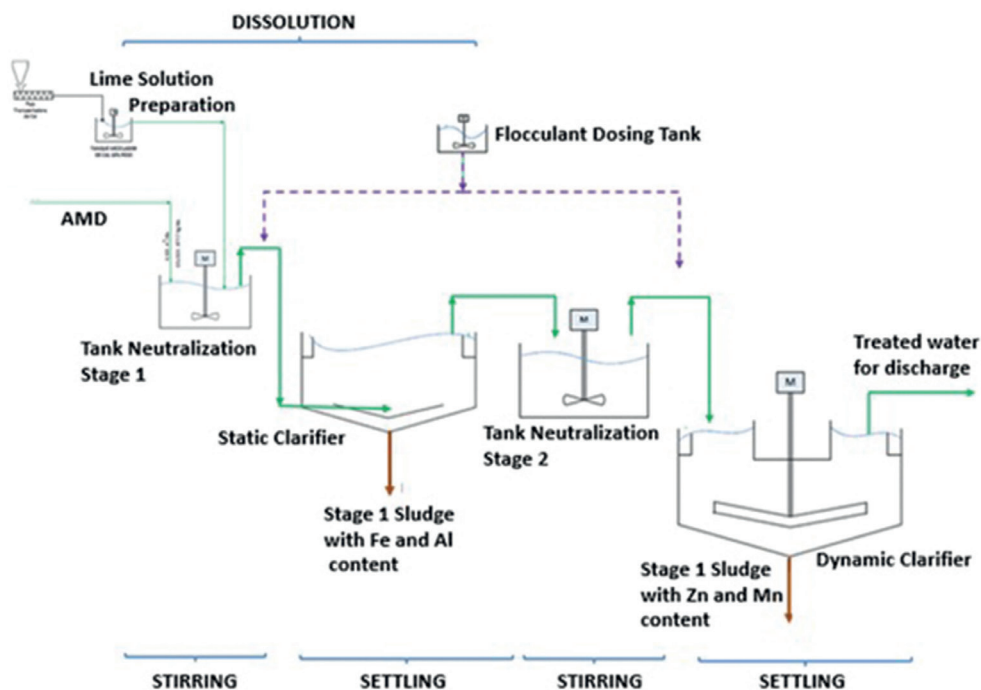 DISSOLUTION
Lime Solution
Preparation
Flocculant Dosing Tank
AMD
M
Tank Neutralization
Stage 1
Static Clarifier
Stage 1 Sludge
with Fe and Al
content
M
Tank Neutralization
Stage 2
M
Treated water
for discharge
Dynamic Clarifier
Stage 1 Sludge
with Zn and Mn
content
STIRRING
SETTLING
STIRRING
SETTLING